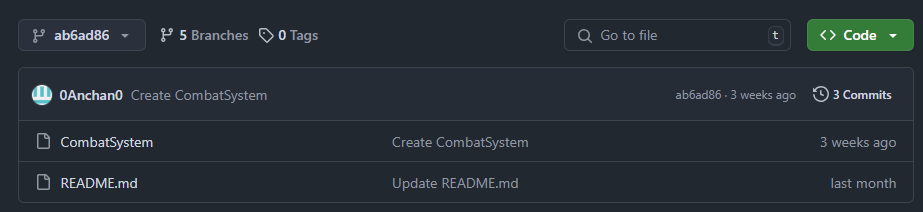 ab6ad86 5 Branches 0 Tags Go to file t Code
0Anchan0 Create CombatSystem ab6ad86 · 3 weeks ago 3 Commits
CombatSystem Create CombatSystem 3 weeks ago
README.md Update README.md last month